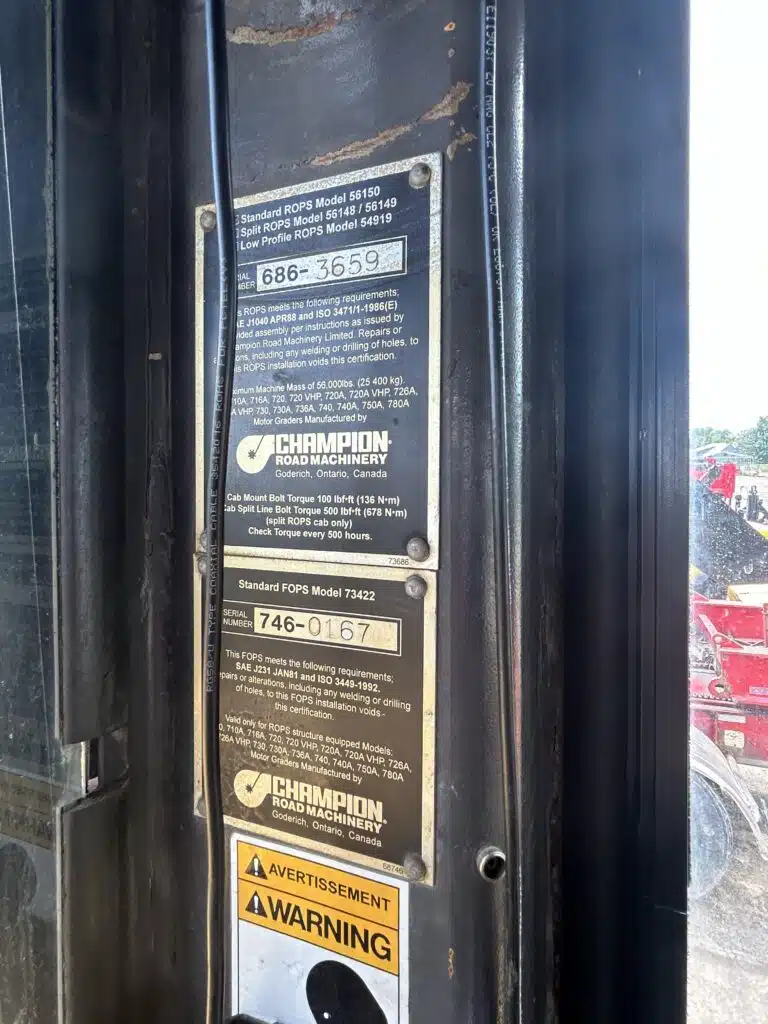 Standard ROPS Model 56150
Split ROPS Model 56148 / 56149
Low Profile ROPS Model 54919
686-3659
ROPS meets the following requirements;
J1040 APR88 and ISO 3471/1-1986(E)
assembly per instructions as issued by
Road Machinery Limited. Repairs or
including any welding or drilling of holes, to
ROPS installation voids this certification.
Machine Mass of 56,000lbs. (25 400 kg).
716A, 720, 720 VHP, 720A, 720A VHP, 726A,
VHP, 730, 730A, 736A, 740, 740A, 750A, 780A
Motor Graders Manufactured by
CHAMPION
ROAD MACHINERY
Goderich, Ontario, Canada
Cab Mount Bolt Torque 100 lbf•ft (136 N•m)
Cab Split Line Bolt Torque 500 lbf•ft (678 N•m)
(split ROPS cab only)
Check Torque every 500 hours.
73686
Standard FOPS Model 73422
SERIAL
NUMBER
746-0167
This FOPS meets the following requirements;
SAE J231 JAN81 and ISO 3449-1992.
or alterations, including any welding or drilling
of holes, to this FOPS installation voids
this certification.
Valid only for ROPS structure equipped Models;
710A, 716A, 720, 720 VHP, 720A, 720A VHP, 726A,
VHP, 730, 730A, 736A, 740, 740A, 750A, 780A
Motor Graders Manufactured by
CHAMPION®
ROAD MACHINERY
Goderich, Ontario, Canada
AVERTISSEMENT
WARNING
TYPE COAXIAL CABLE